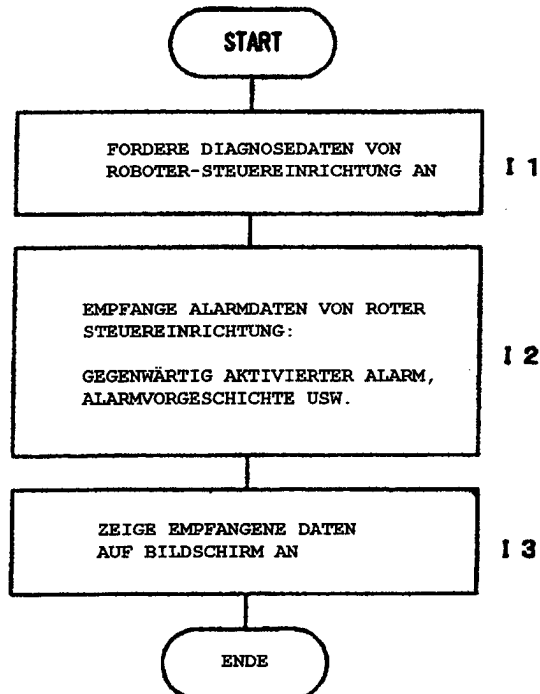 START
FORDERE DIAGNOSEDATEN VON
ROBOTER-STEUEREINRICHTUNG AN
I 1
EMPFANGE ALARMDATEN VON ROTER
STEUEREINRICHTUNG:
GEGENWÄRTIG AKTIVIERTER ALARM,
ALARMVORGESCHICHTE USW.
I 2
ZEIGE EMPFANGENE DATEN
AUF BILDSCHIRM AN
I 3
ENDE